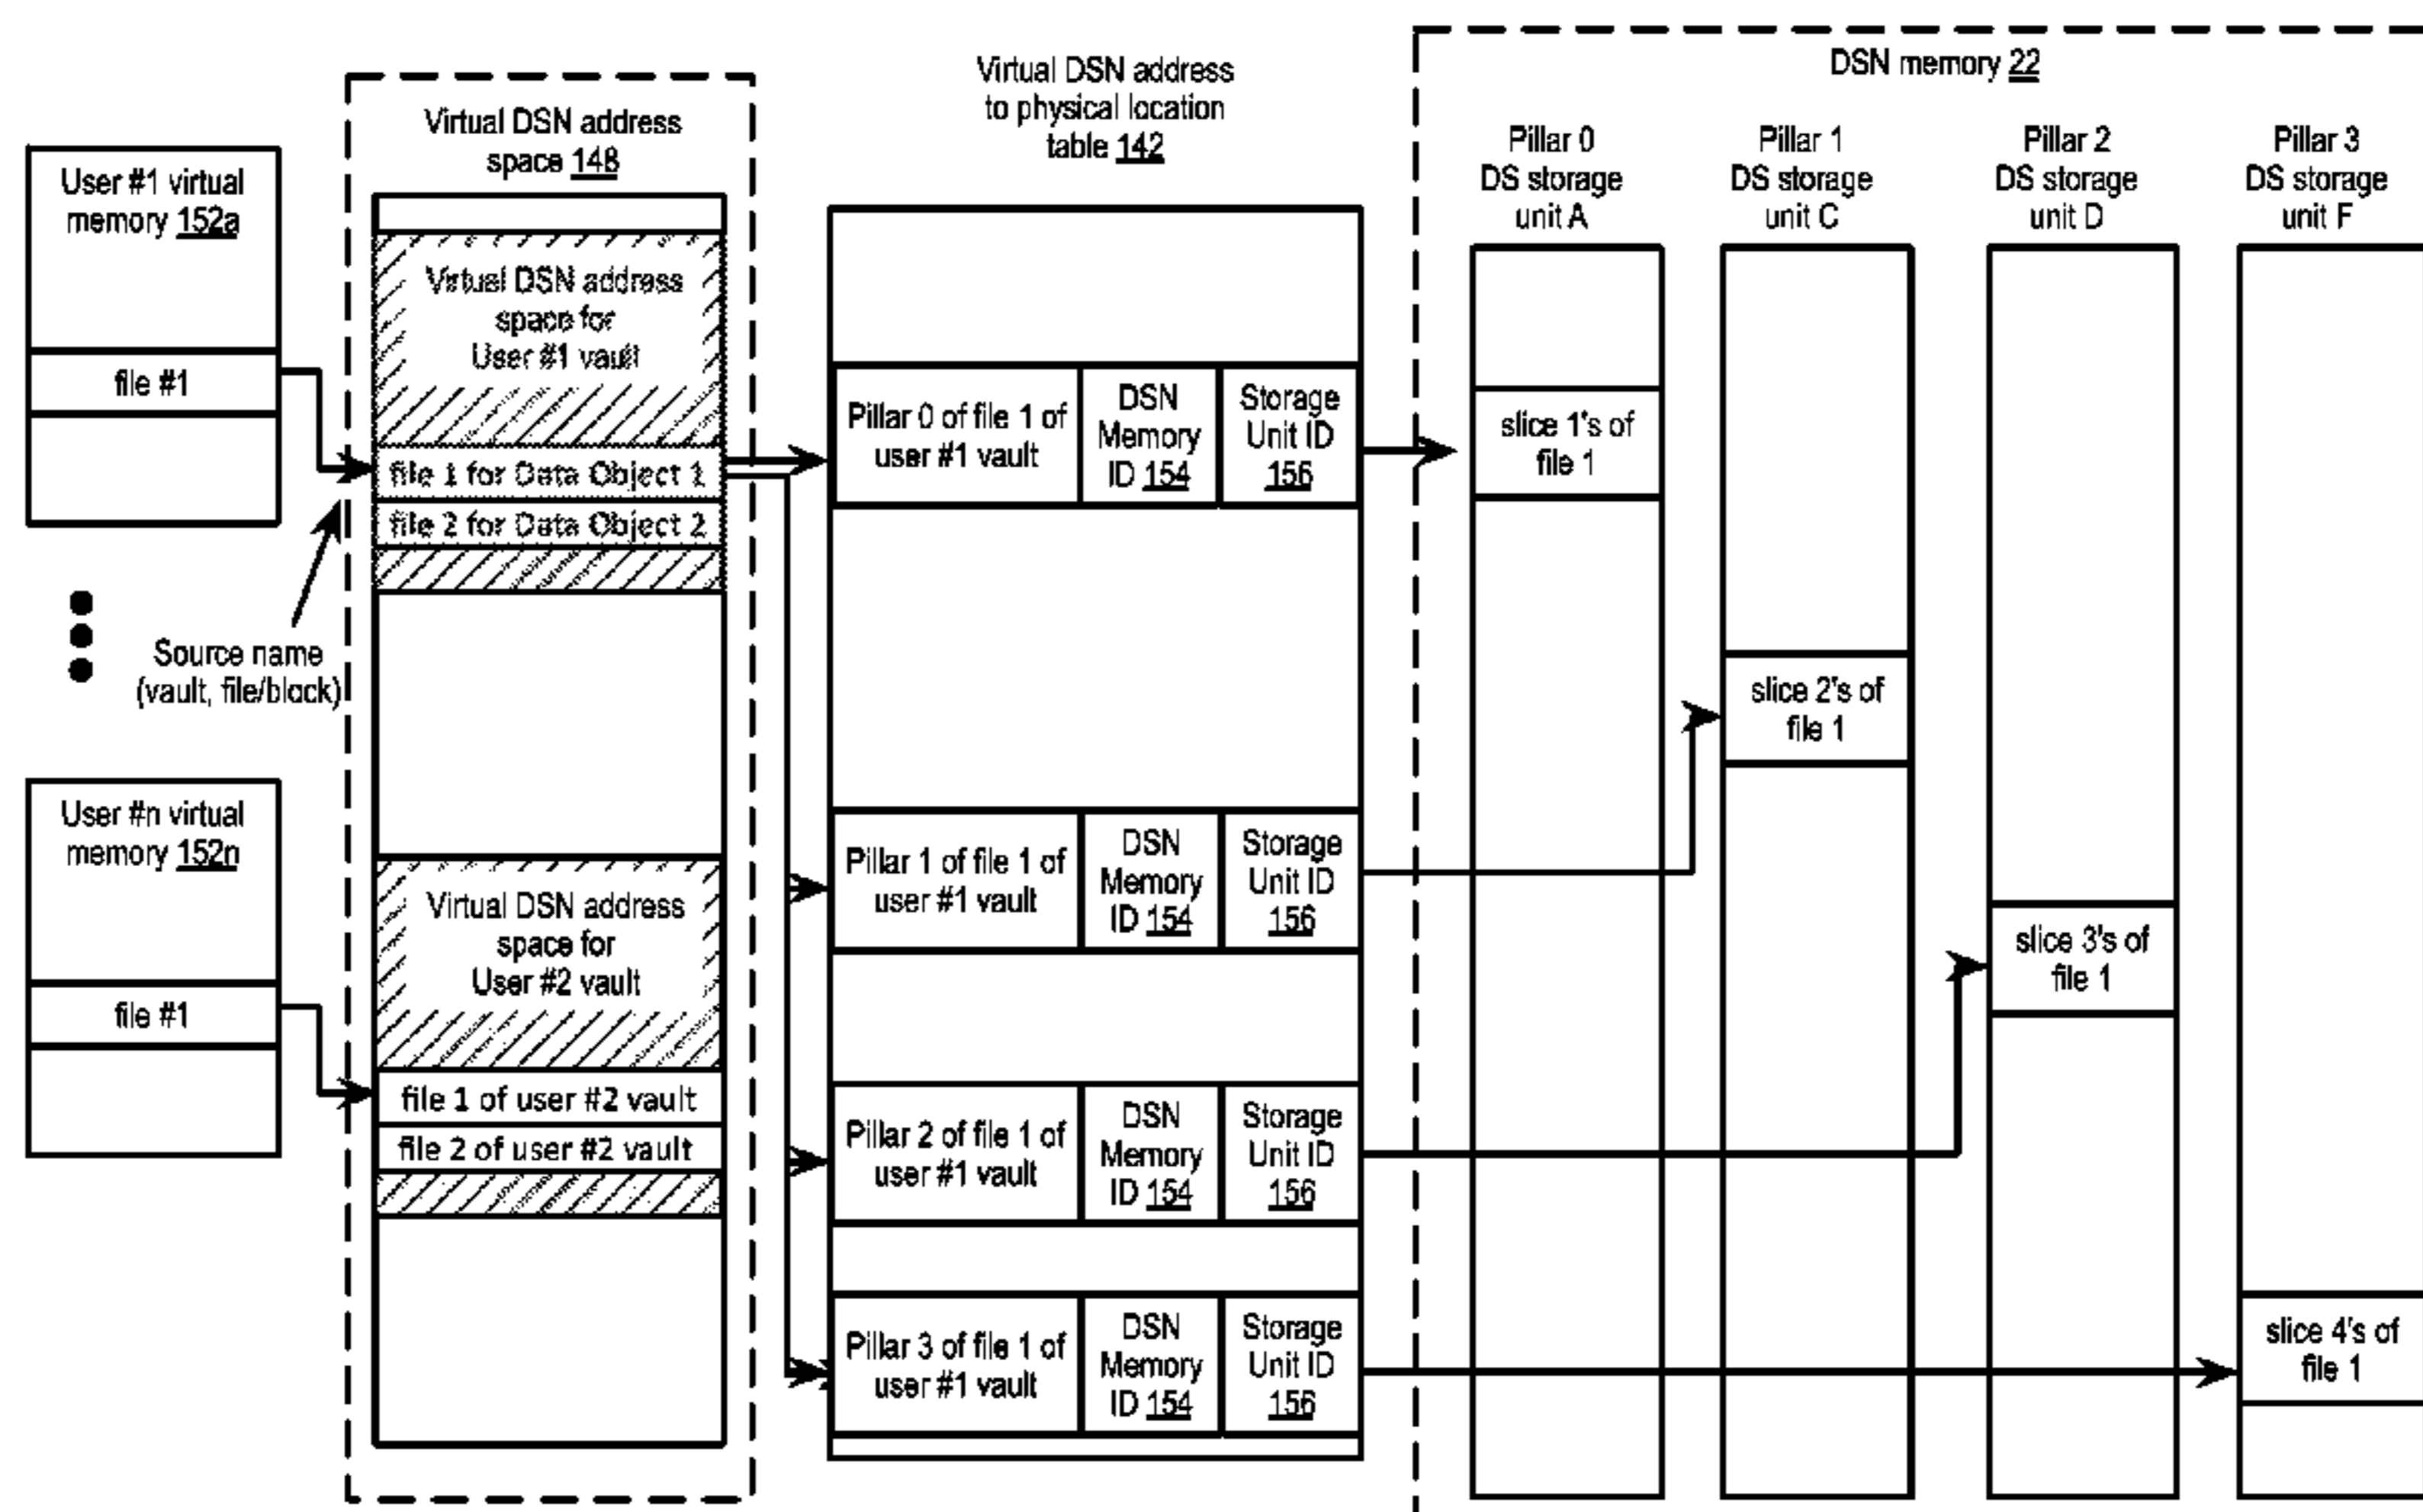 User #1 virtual
memory 152a
file #1
Source name
(vault, file/block)
User #n virtual
memory 152n
file #1
Virtual DSN address
space 148
Virtual DSN address
space for
User #1 vault
file 1 for Data Object 1
file 2 for Data Object 2
Virtual DSN address
space for
User #2 vault
file 1 of user #2 vault
file 2 of user #2 vault
Virtual DSN address
to physical location
table 142
Pillar 0 of file 1 of
user #1 vault
DSN
Memory
ID 154
Storage
Unit ID
156
Pillar 1 of file 1 of
user #1 vault
DSN
Memory
ID 154
Storage
Unit ID
156
Pillar 2 of file 1 of
user #1 vault
DSN
Memory
ID 154
Storage
Unit ID
156
Pillar 3 of file 1 of
user #1 vault
DSN
Memory
ID 154
Storage
Unit ID
156
DSN memory 22
Pillar 0
DS storage
unit A
slice 1's of
file 1
Pillar 1
DS storage
unit C
slice 2's of
file 1
Pillar 2
DS storage
unit D
slice 3's of
file 1
Pillar 3
DS storage
unit F
slice 4's of
file 1